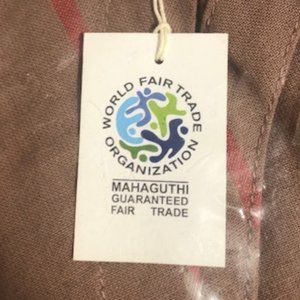 WORLD FAIR TRADE
ORGANIZATION
MAHAGUTHI
GUARANTEED
FAIR TRADE